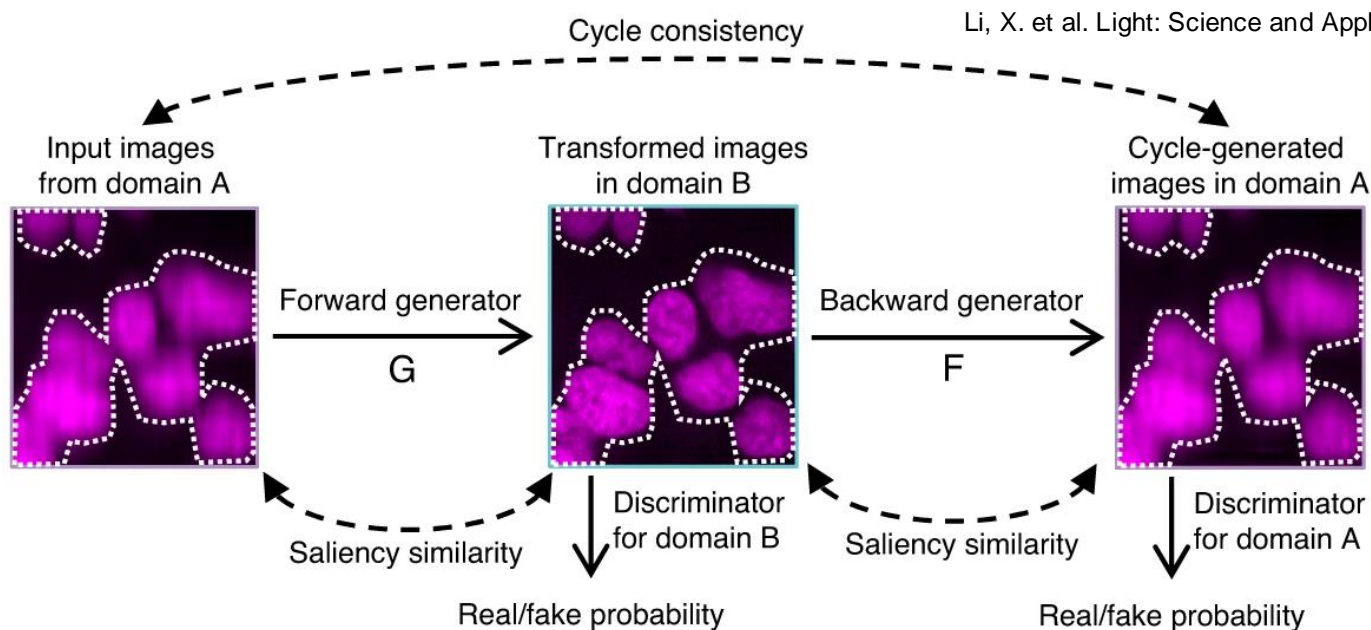 Li, X. et al. Light: Science and Appl
Cycle consistency
Input images
from domain A
Transformed images
in domain B
Cycle-generated
images in domain A
Forward generator
G
Backward generator
F
Saliency similarity
Discriminator
for domain B
Saliency similarity
Discriminator
for domain A
Real/fake probability
Real/fake probability